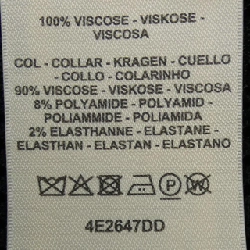 100% VISCOSE - VISKOSE -
VISCOSA
COL - COLLAR - KRAGEN - CUELLO
- COLLO - COLARINHO
90% VISCOSE - VISKOSE - VISCOSA
8% POLYAMIDE - POLYAMID -
POLIAMMIDE - POLIAMIDA
2% ELASTHANNE - ELASTANE -
ELASTHAN - ELASTAN - ELASTANO
P W
4E2647DD